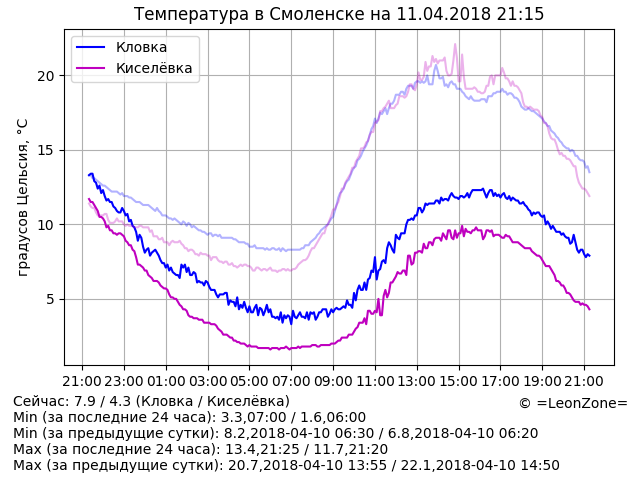 Температура в Смоленске на 11.04.2018 21:15
Кловка
Киселёвка
градусов Цельсия, °C
20
15
10
5
21:00 23:00 01:00 03:00 05:00 07:00 09:00 11:00 13:00 15:00 17:00 19:00 21:00
Сейчас: 7.9 / 4.3 (Кловка / Киселёвка)
© =LeonZone=
Min (за последние 24 часа): 3.3,07:00 / 1.6,06:00
Min (за предыдущие сутки): 8.2,2018-04-10 06:30 / 6.8,2018-04-10 06:20
Max (за последние 24 часа): 13.4,21:25 / 11.7,21:20
Max (за предыдущие сутки): 20.7,2018-04-10 13:55 / 22.1,2018-04-10 14:50